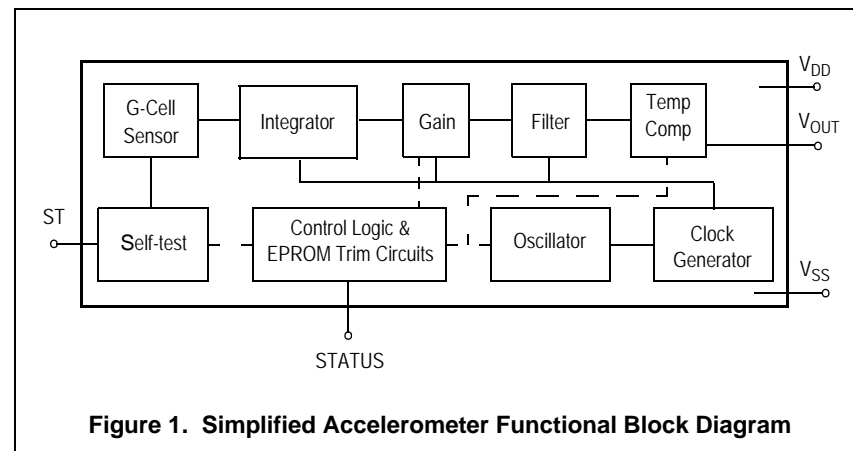 V_DD
G-Cell
Sensor
Integrator
Gain
Filter
Temp
Comp
V_OUT
ST
Self-test
Control Logic &
EPROM Trim Circuits
Oscillator
Clock
Generator
V_SS
STATUS
Figure 1. Simplified Accelerometer Functional Block Diagram